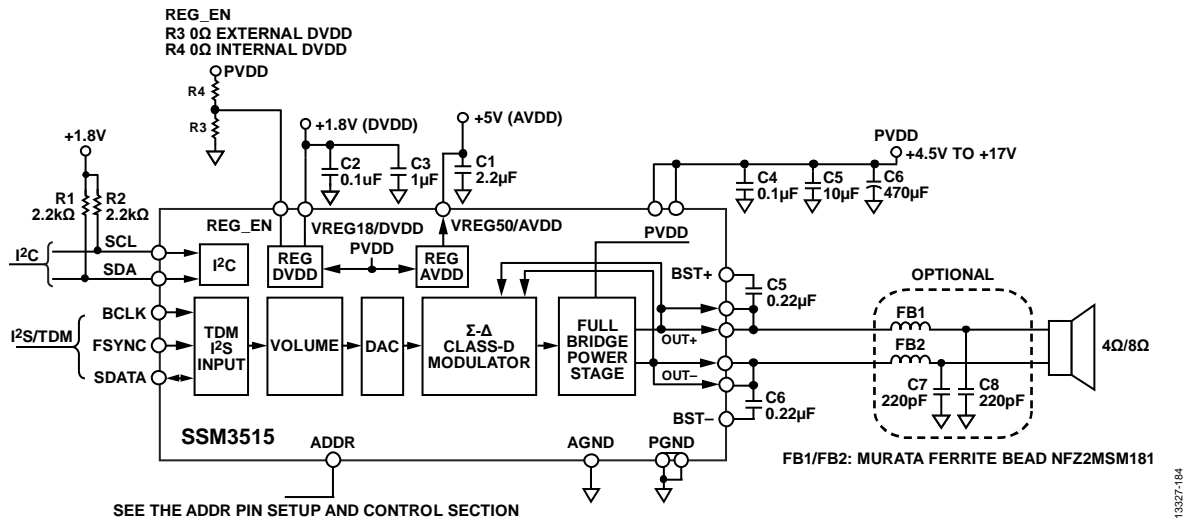 REG_EN
R3 0Ω EXTERNAL DVDD
R4 0Ω INTERNAL DVDD
PVDD
R4
R3
+1.8V
R1
2.2kΩ
R2
2.2kΩ
+1.8V (DVDD)
C2
0.1uF
C3
1µF
+5V (AVDD)
C1
2.2µF
PVDD
+4.5V TO +17V
C4
0.1µF
C5
10µF
C6
470µF
REG_EN
VREG18/DVDD
VREG50/AVDD
PVDD
I²C
SCL
SDA
I²C
REG
DVDD
PVDD
REG
AVDD
BST+
C5
0.22µF
OPTIONAL
I²S/TDM
BCLK
FSYNC
SDATA
TDM
I²S
INPUT
VOLUME
DAC
Σ-Δ
CLASS-D
MODULATOR
FULL
BRIDGE
POWER
STAGE
OUT+
OUT–
FB1
FB2
C7
220pF
C8
220pF
4Ω/8Ω
C6
0.22µF
BST–
SSM3515
ADDR
AGND
PGND
FB1/FB2: MURATA FERRITE BEAD NFZ2MSM181
SEE THE ADDR PIN SETUP AND CONTROL SECTION
13327-184